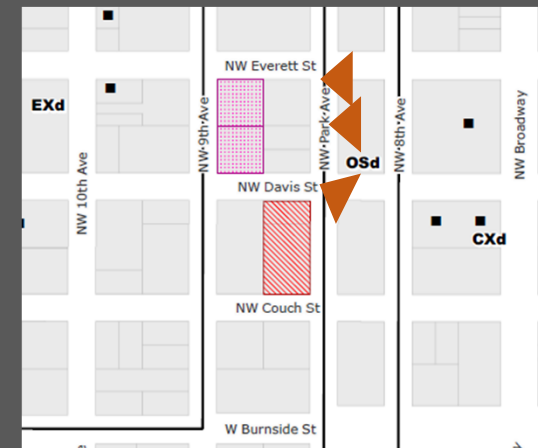 NW Everett St
EXd
NW 9th Ave
NW Park Ave
NW 8th Ave
NW Broadway
OSd
NW 10th Ave
NW Davis St
CXd
NW Couch St
W Burnside St